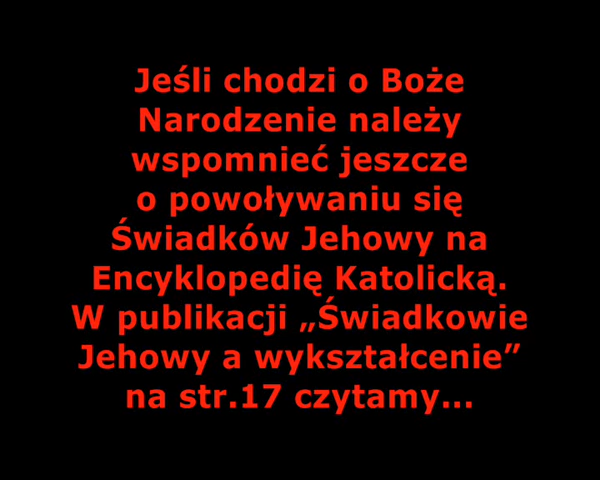 Jeśli chodzi o Boże
Narodzenie należy
wspomnieć jeszcze
o powoływaniu się
Świadków Jehowy na
Encyklopedię Katolicką.
W publikacji „Świadkowie
Jehowy a wykształcenie”
na str.17 czytamy...